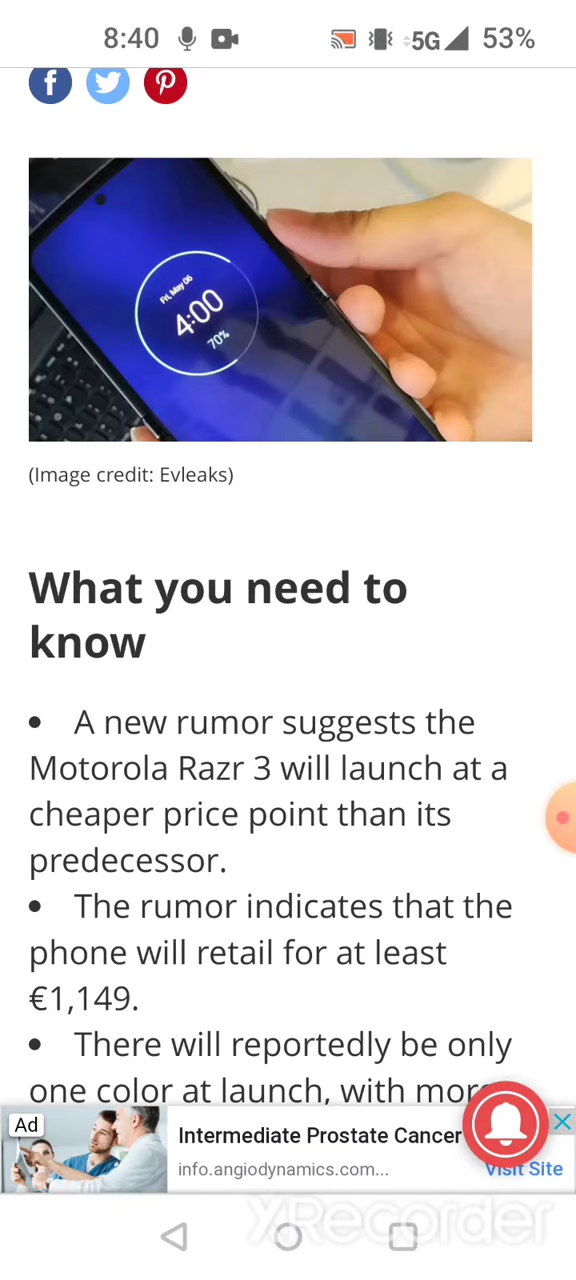 8:40 5G 53%
Fri, May 06
4:00
70%
(Image credit: Evleaks)
What you need to
know
• A new rumor suggests the
Motorola Razr 3 will launch at a
cheaper price point than its
predecessor.
• The rumor indicates that the
phone will retail for at least
€1,149.
• There will reportedly be only
one color at launch, with more
Ad
Intermediate Prostate Cancer
info.angiodynamics.com...
Visit Site
XRecorder